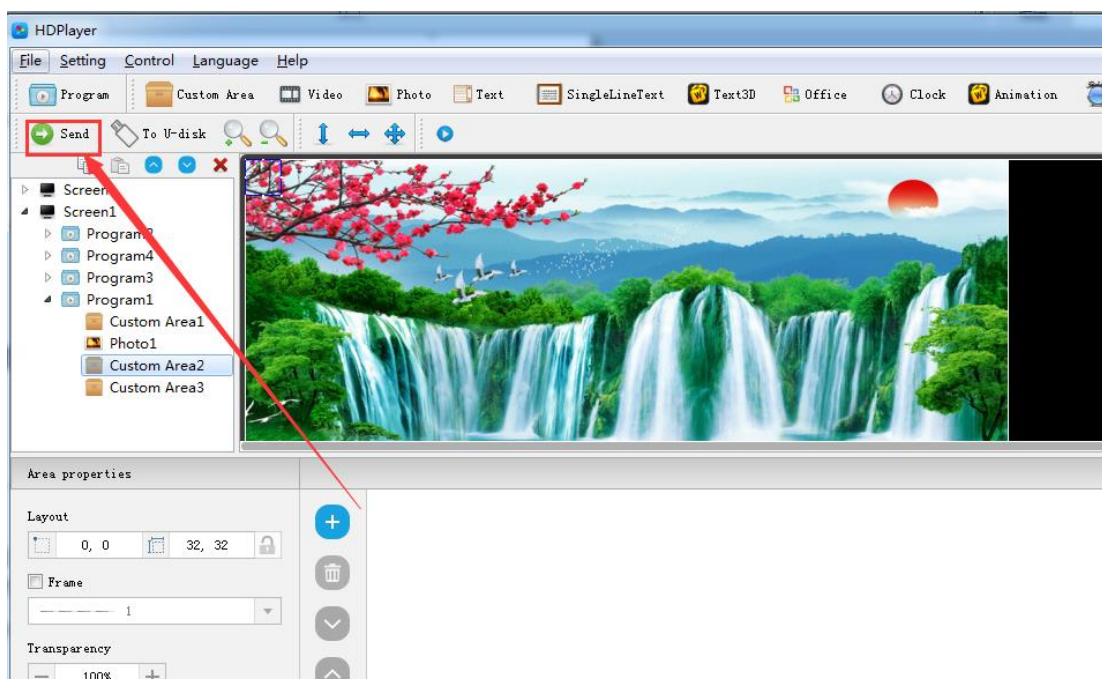 HDPlayer
File Setting Control Language Help
Program Custom Area Video Photo Text SingleLineText Text3D Office Clock Animation
Send To U-disk
Screen
Screen1
Program2
Program4
Program3
Program1
Custom Area1
Photo1
Custom Area2
Custom Area3
Area properties
Layout
0, 0 32, 32
Frame
1
Transparency
100%